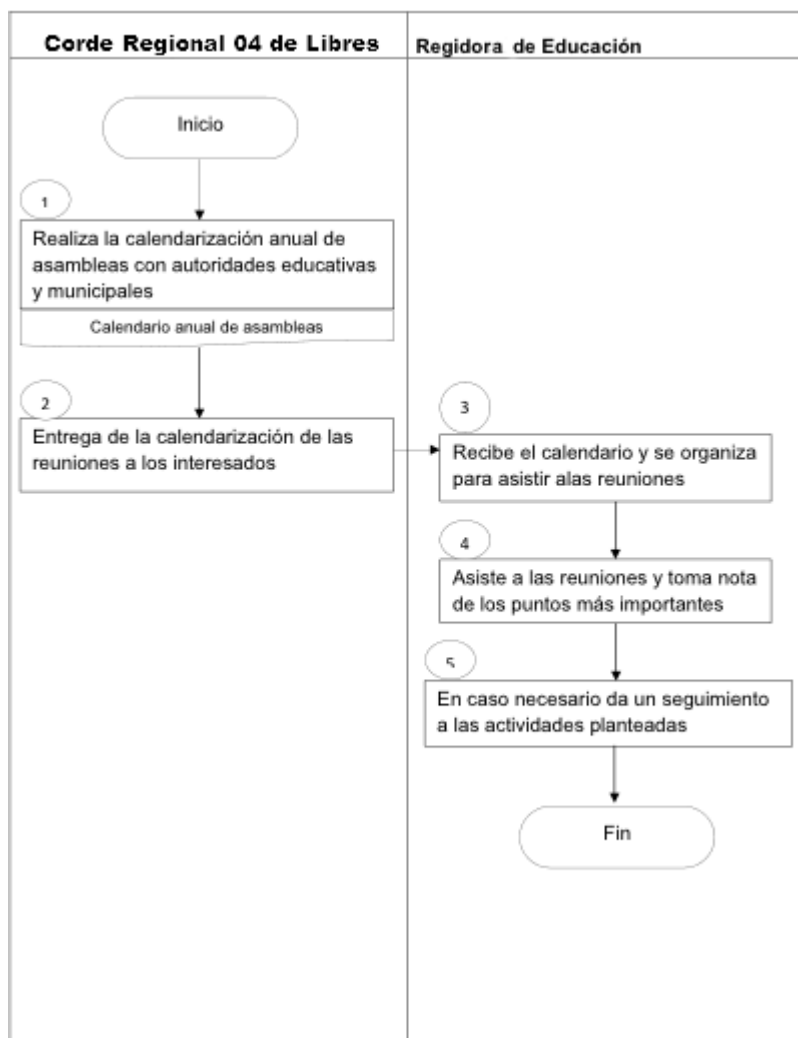 Corde Regional 04 de Libres
Regidora de Educación
Inicio
1
Realiza la calendarización anual de
asambleas con autoridades educativas
y municipales
Calendario anual de asambleas
2
Entrega de la calendarización de las
reuniones a los interesados
3
Recibe el calendario y se organiza
para asistir alas reuniones
4
Asiste a las reuniones y toma nota
de los puntos más importantes
5
En caso necesario da un seguimiento
a las actividades planteadas
Fin